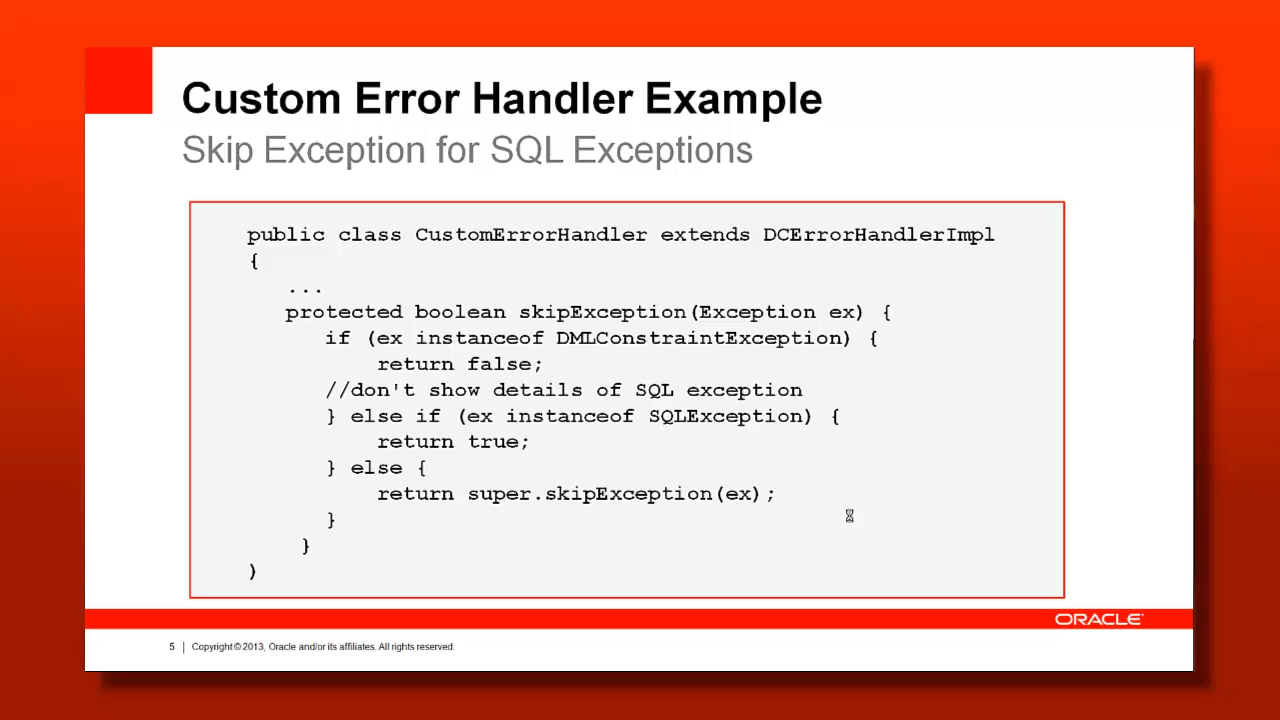 Custom Error Handler Example
Skip Exception for SQL Exceptions
public class CustomErrorHandler extends DCErrorHandlerImpl
{
...
protected boolean skipException(Exception ex) {
if (ex instanceof DMLConstraintException) {
return false;
//don't show details of SQL exception
} else if (ex instanceof SQLException) {
return true;
} else {
return super.skipException(ex);
}
}
)
ORACLE
5 | Copyright © 2013, Oracle and/or its affiliates. All rights reserved.